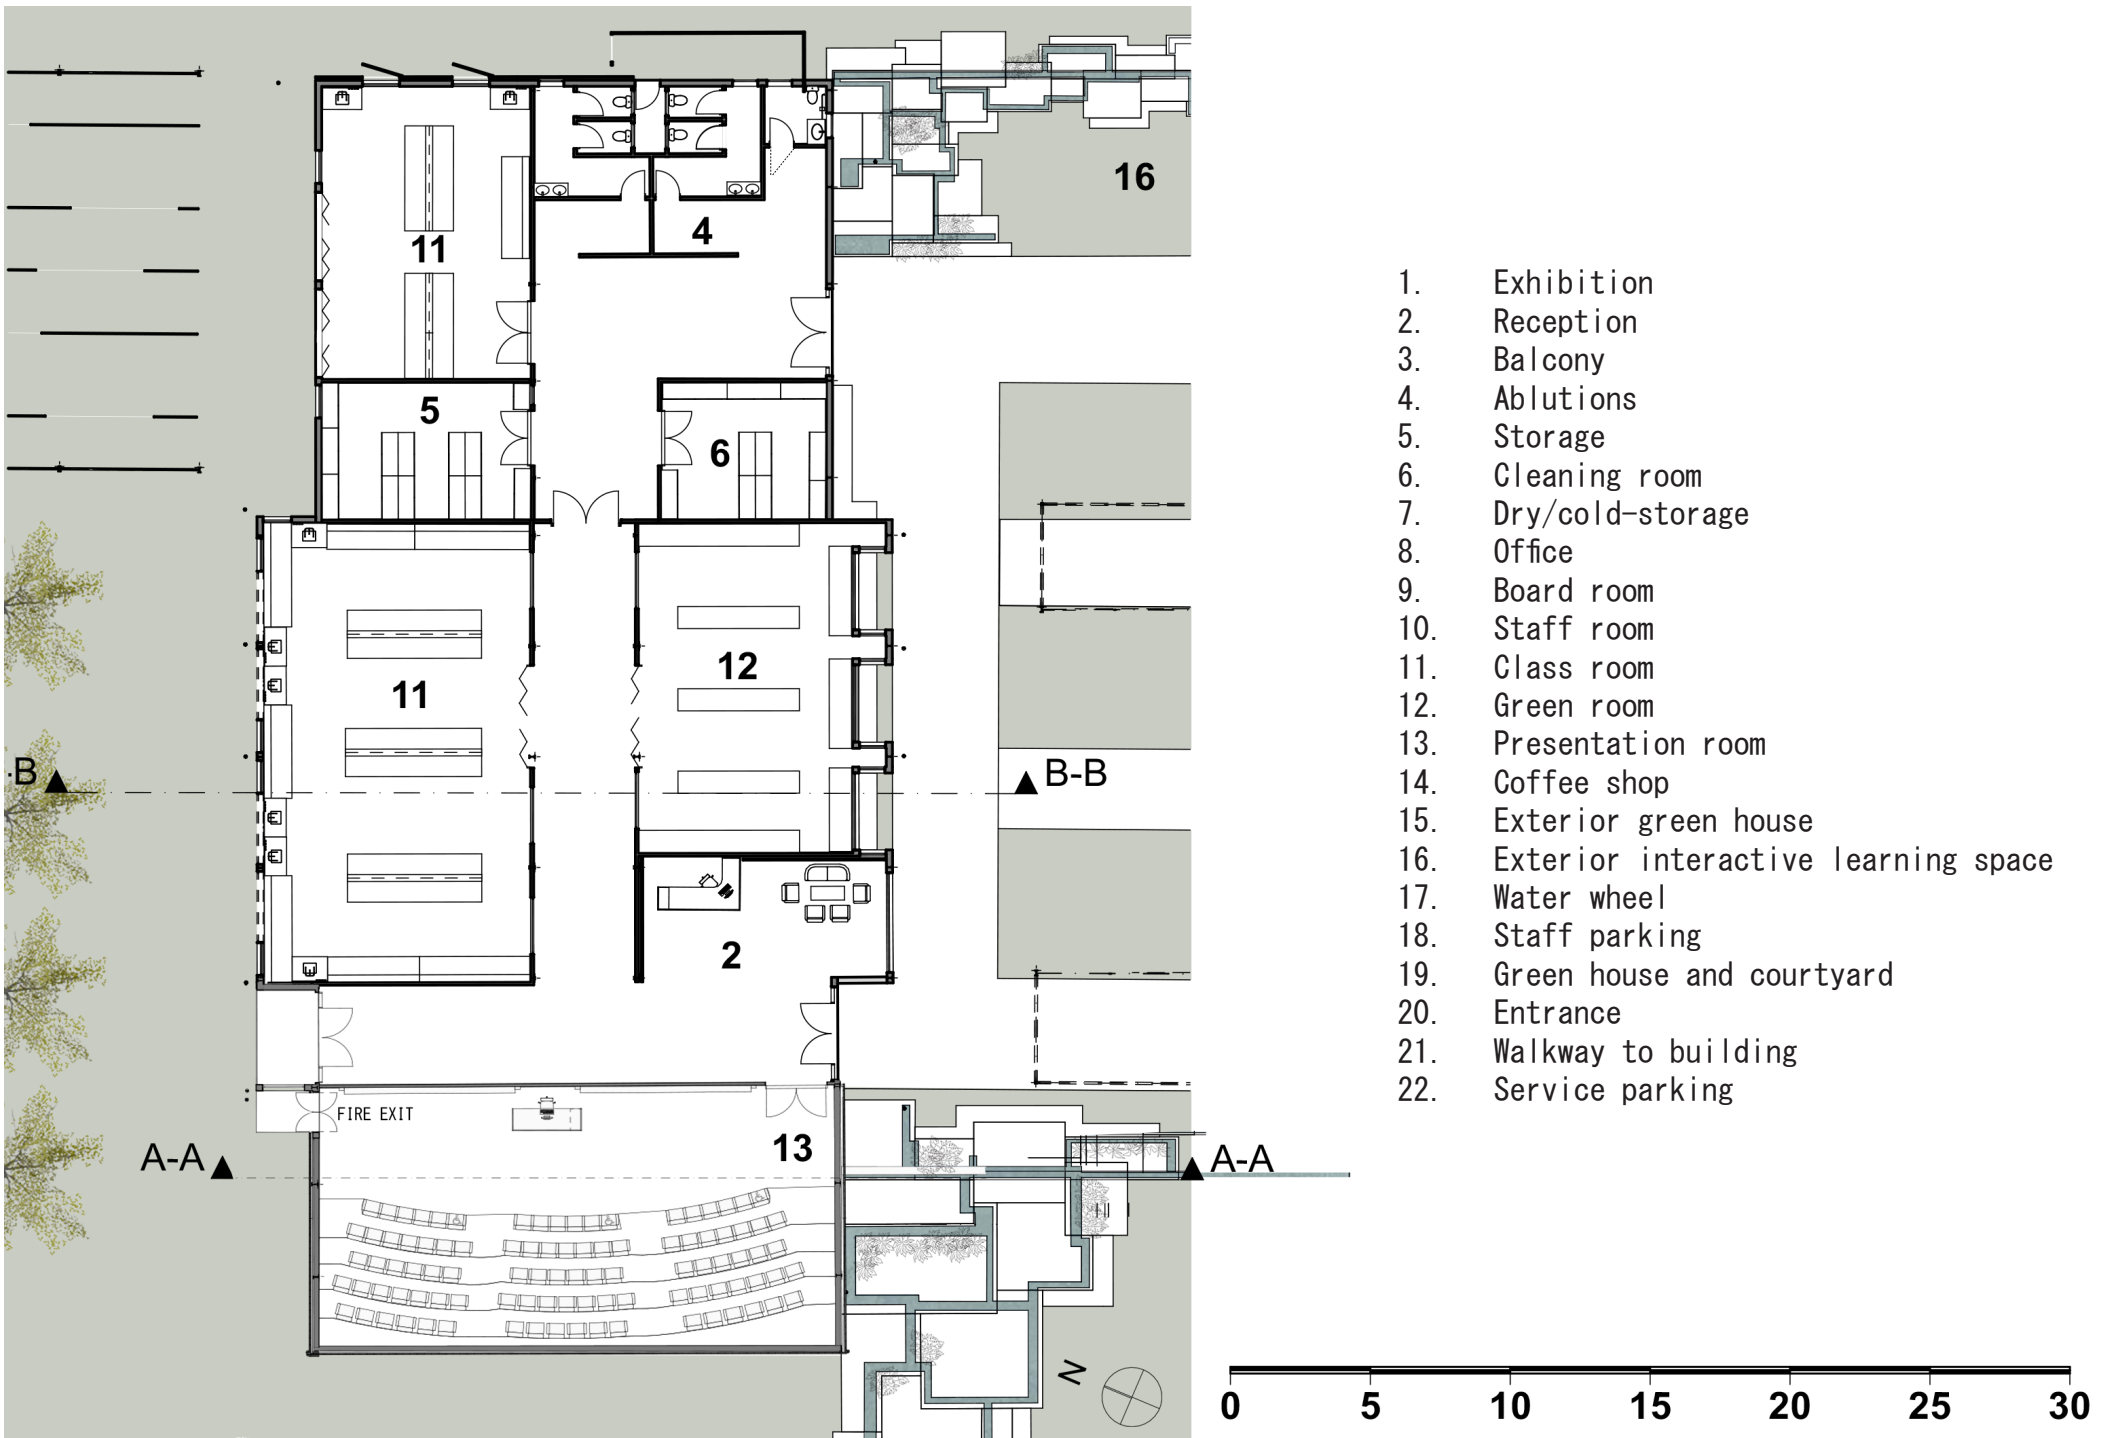 16
4
11
5
6
12
11
B
B-B
2
FIRE EXIT
13
A-A
A-A
N
1. Exhibition
2. Reception
3. Balcony
4. Ablutions
5. Storage
6. Cleaning room
7. Dry/cold-storage
8. Office
9. Board room
10. Staff room
11. Class room
12. Green room
13. Presentation room
14. Coffee shop
15. Exterior green house
16. Exterior interactive learning space
17. Water wheel
18. Staff parking
19. Green house and courtyard
20. Entrance
21. Walkway to building
22. Service parking
0 5 10 15 20 25 30